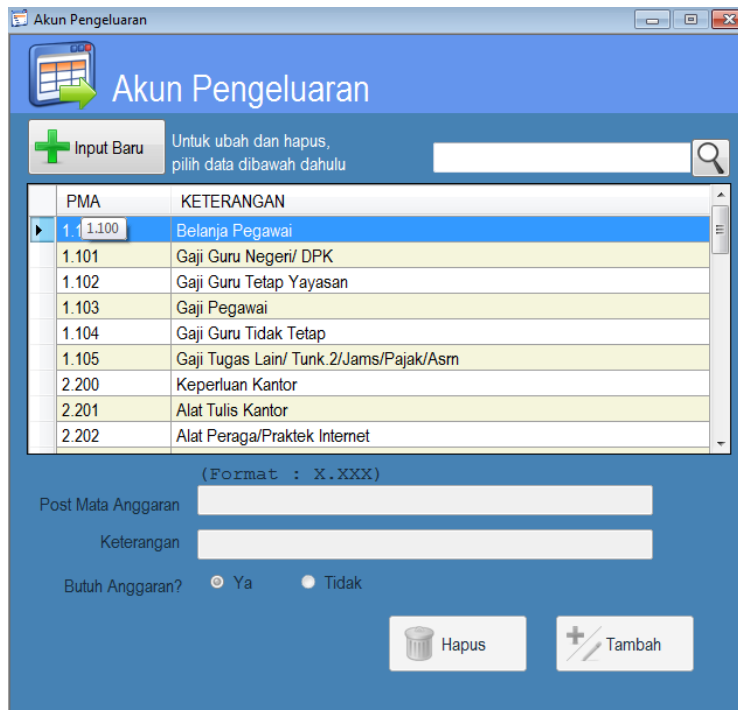 Akun Pengeluaran
Akun Pengeluaran
Input Baru
Untuk ubah dan hapus,
pilih data dibawah dahulu
PMA KETERANGAN
1.1 1.100 Belanja Pegawai
1.101 Gaji Guru Negeri/ DPK
1.102 Gaji Guru Tetap Yayasan
1.103 Gaji Pegawai
1.104 Gaji Guru Tidak Tetap
1.105 Gaji Tugas Lain/ Tunk.2/Jams/Pajak/Asrn
2.200 Keperluan Kantor
2.201 Alat Tulis Kantor
2.202 Alat Peraga/Praktek Internet
(Format : X.XXX)
Post Mata Anggaran
Keterangan
Butuh Anggaran? Ya Tidak
Hapus Tambah